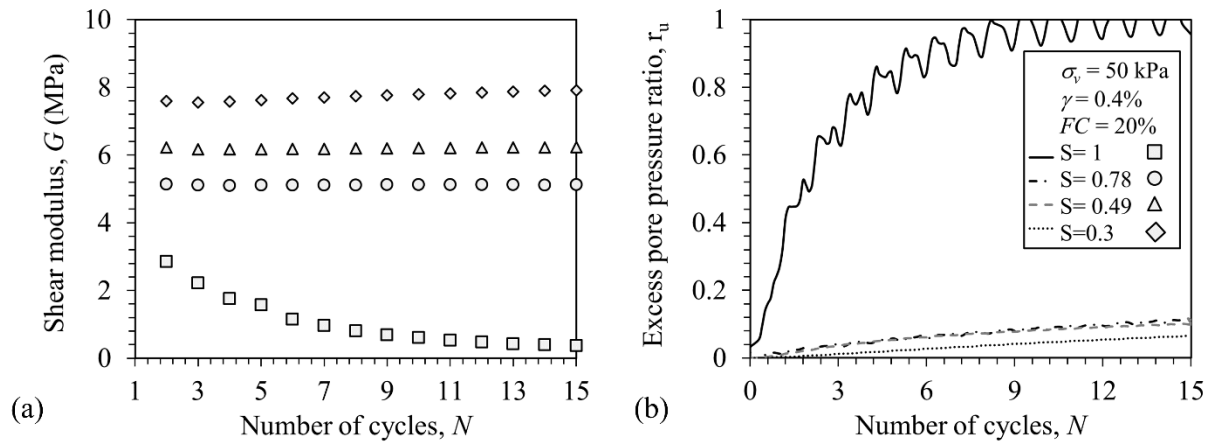 10
8
6
4
2
0
Shear modulus, G (MPa)
1 3 5 7 9 11 13 15
Number of cycles, N
(a)
1
0.8
0.6
0.4
0.2
0
Excess pore pressure ratio, r_u
σ_v = 50 kPa
γ = 0.4%
FC = 20%
S= 1
S= 0.78
S= 0.49
S=0.3
0 3 6 9 12 15
Number of cycles, N
(b)